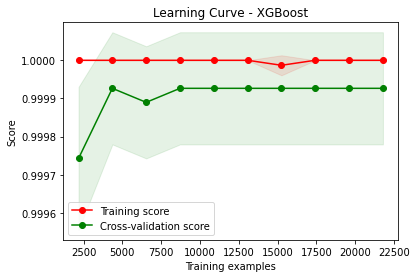 Learning Curve - XGBoost
1.0000
0.9999
0.9998
0.9997
0.9996
Score
Training score
Cross-validation score
2500 5000 7500 10000 12500 15000 17500 20000 22500
Training examples